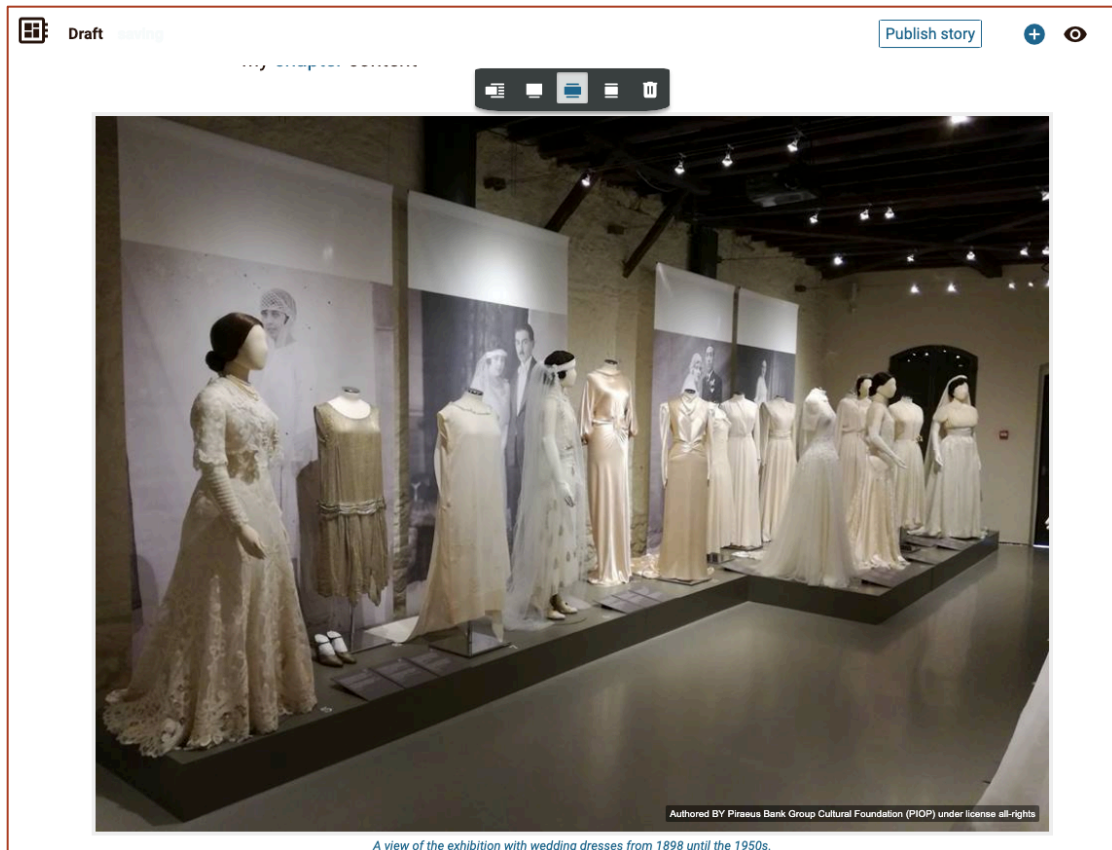 Draft saving
Publish story
My chapter content
Authored BY Piraeus Bank Group Cultural Foundation (PIOP) under license all-rights
A view of the exhibition with wedding dresses from 1898 until the 1950s.